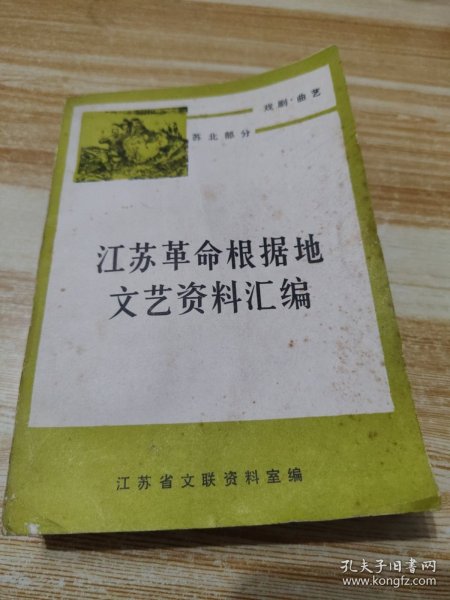 戏剧·曲艺
苏北部分
江苏革命根据地
文艺资料汇编
江苏省文联资料室编
孔夫子旧书网
www.kongfz.com